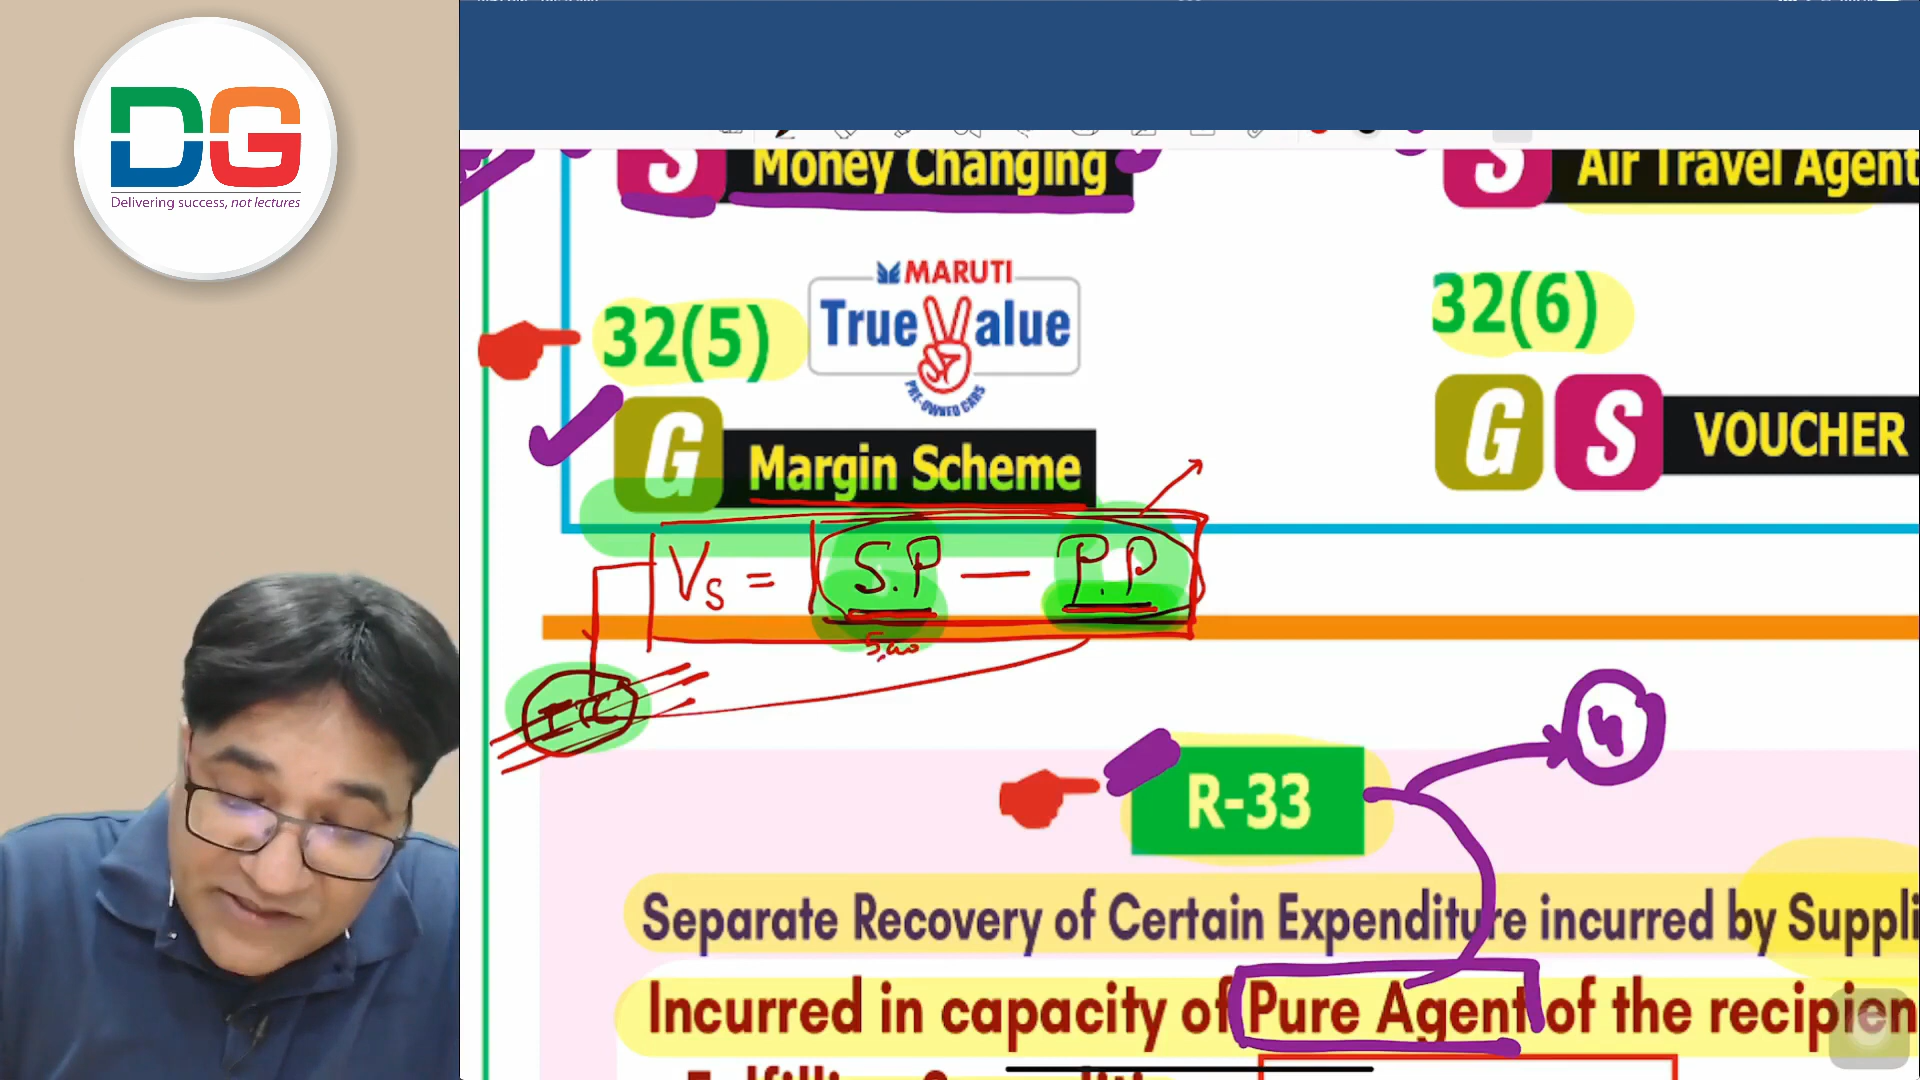 DG
Delivering success, not lectures
S Money Changing
S Air Travel Agent
32(5)
MARUTI
True Value
PRE-OWNED CARS
32(6)
G Margin Scheme
G S VOUCHER
Vs = S.P — P.P
R-33
Separate Recovery of Certain Expenditure incurred by Suppli
Incurred in capacity of Pure Agent of the recipien